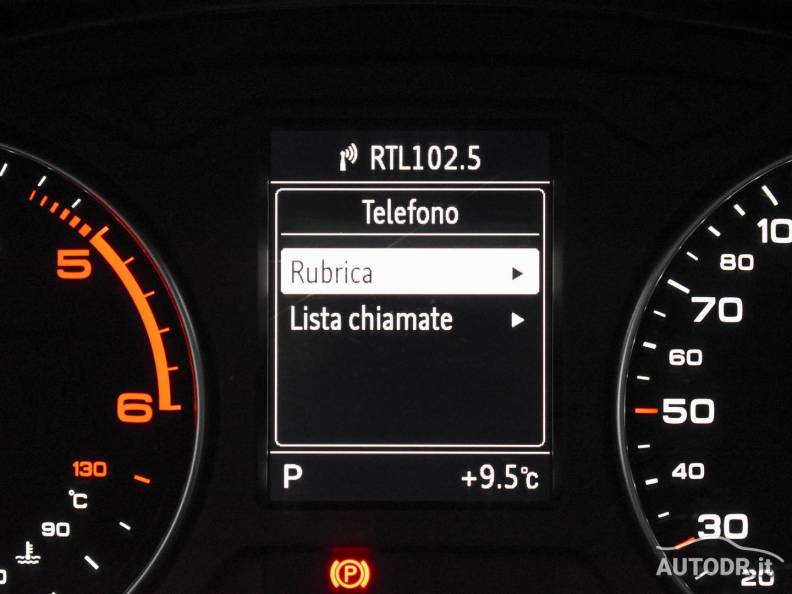 RTL102.5
Telefono
Rubrica
Lista chiamate
P
+9.5°C
5
6
130
°C
90
10
80
70
60
50
40
30
20
P
AUTODR.it